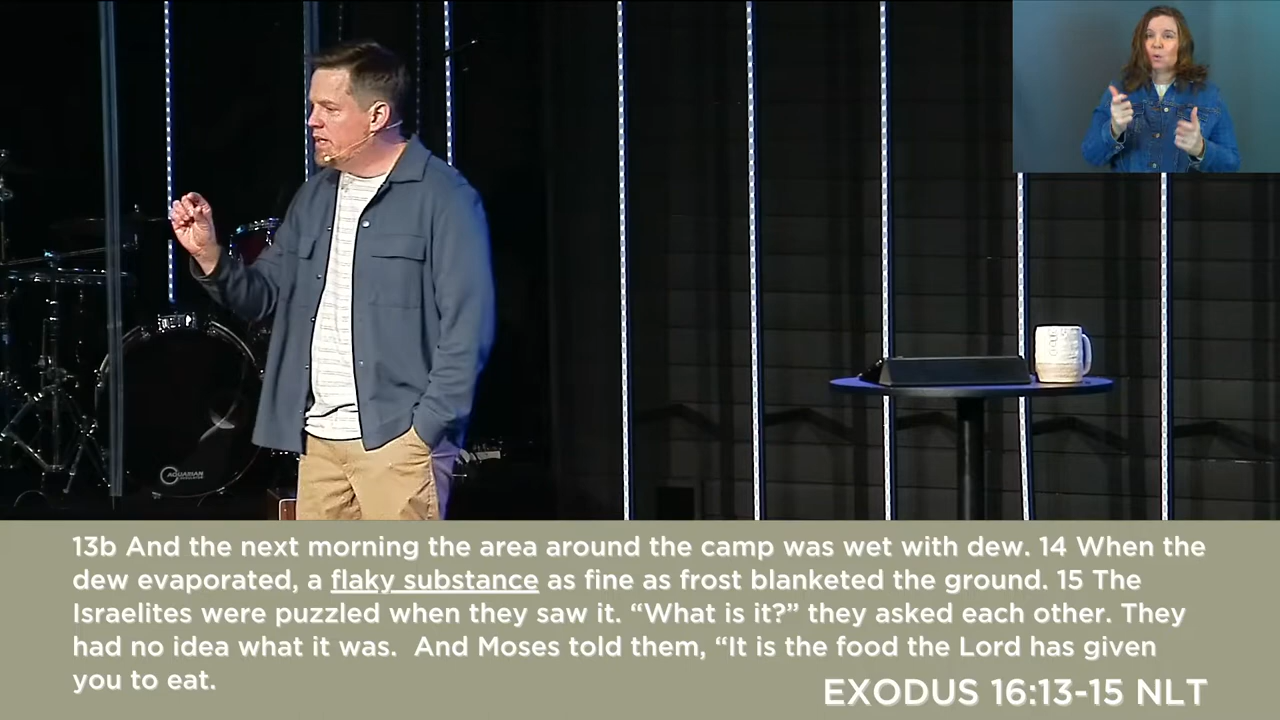 AQUARIAN
13b And the next morning the area around the camp was wet with dew. 14 When the
dew evaporated, a flaky substance as fine as frost blanketed the ground. 15 The
Israelites were puzzled when they saw it. “What is it?” they asked each other. They
had no idea what it was.  And Moses told them, “It is the food the Lord has given
you to eat.
EXODUS 16:13-15 NLT